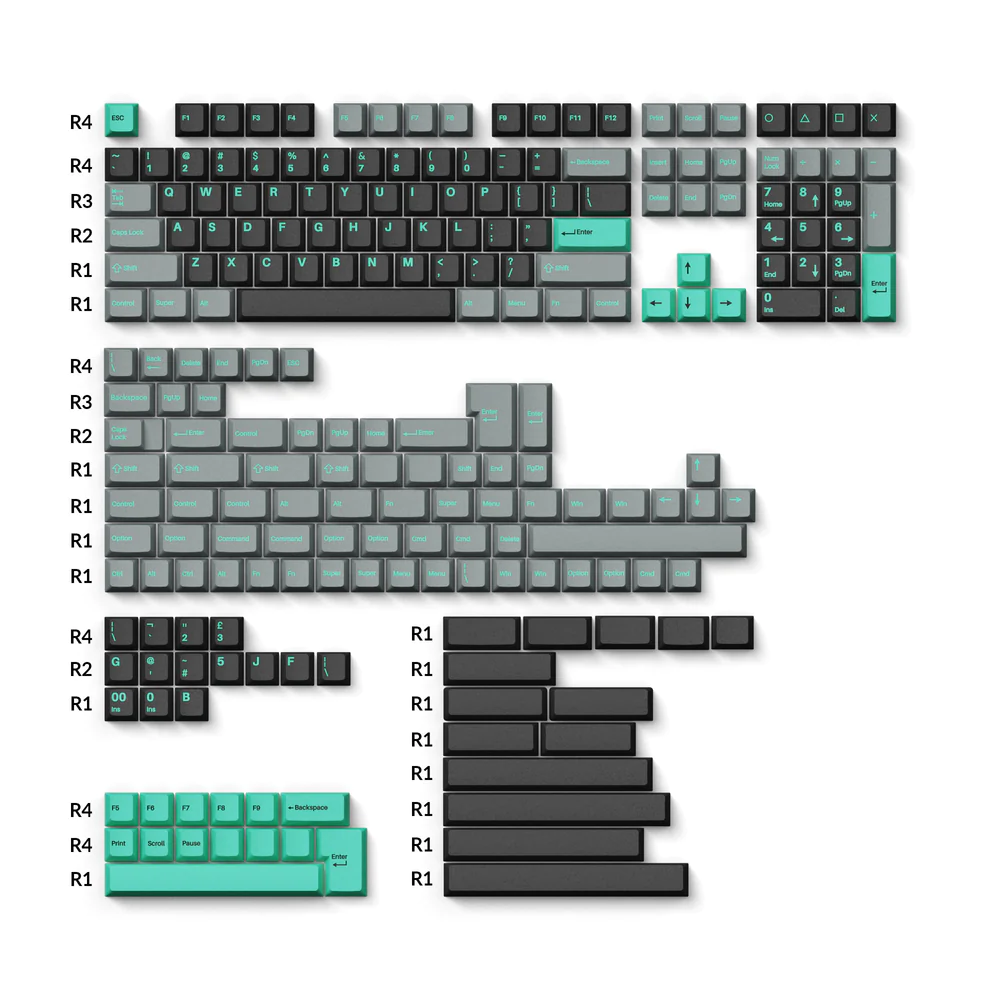 R4 ESC F1 F2 F3 F4 F5 F6 F7 F8 F9 F10 F11 F12 Print Scroll Pause ○ △ □ ×
R4 ~ ` | 1 @ 2 # 3 $ 4 % 5 ^ 6 & 7 * 8 ( 9 ) 0 _ - + = ←Backspace Insert Home PgUp Num Lock ÷ × −
R3 Tab Q W E R T Y U I O P { [ } ] ¦ \ Delete End PgDn 7 Home 8 ↑ 9 PgUp +
R2 Caps Lock A S D F G H J K L : ; " , Enter 4 ← 5 6 →
R1 Shift Z X C V B N M < , > . ? / Shift ↑ 1 End 2 ↓ 3 PgDn Enter
R1 Control Super Alt Alt Menu Fn Control ← ↓ → 0 Ins . Del
R4 ¦ \ Back ← Delete End PgDn ESC
R3 Backspace PgUp Home Enter Enter
R2 Caps Lock Enter Control PgDn PgUp Home Enter
R1 Shift Shift Shift Shift Shift End PgDn ↑
R1 Control Control Control Alt Alt Fn Super Menu Fn Win Win ← ↓ →
R1 Option Option Command Command Option Option Cmd Cmd Delete
R1 Ctrl Alt Ctrl Alt Fn Fn Super Super Menu Menu ¦ \ Win Win Option Option Cmd Cmd
R4 ¦ \ ¬ ` " 2 £ 3
R2 G @ ' ~ # 5 J F ¦ \
R1 00 Ins 0 Ins B
R1
R1
R1
R1
R1
R1
R1
R1
R4 F5 F6 F7 F8 F9 ←Backspace
R4 Print Scroll Pause Enter
R1